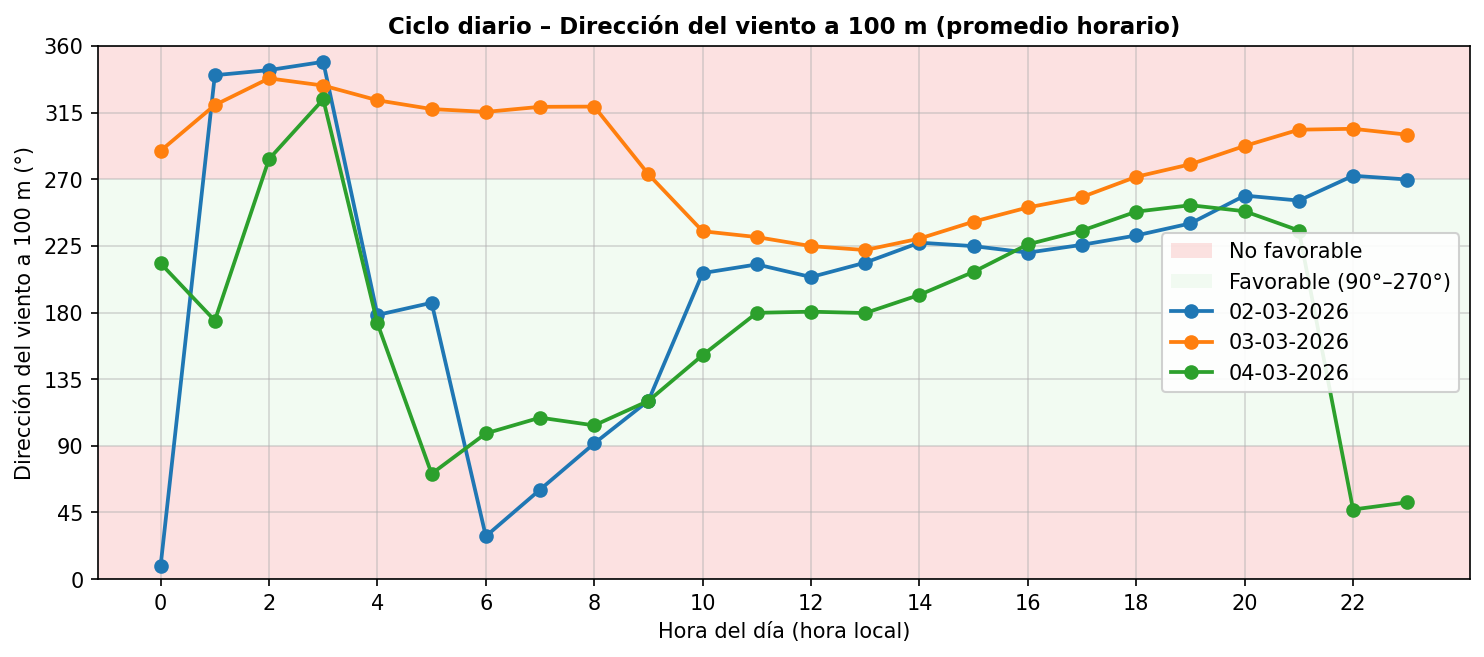 Ciclo diario – Dirección del viento a 100 m (promedio horario)
Dirección del viento a 100 m (°)
360
315
270
225
180
135
90
45
0
No favorable
Favorable (90°–270°)
02-03-2026
03-03-2026
04-03-2026
0 2 4 6 8 10 12 14 16 18 20 22
Hora del día (hora local)